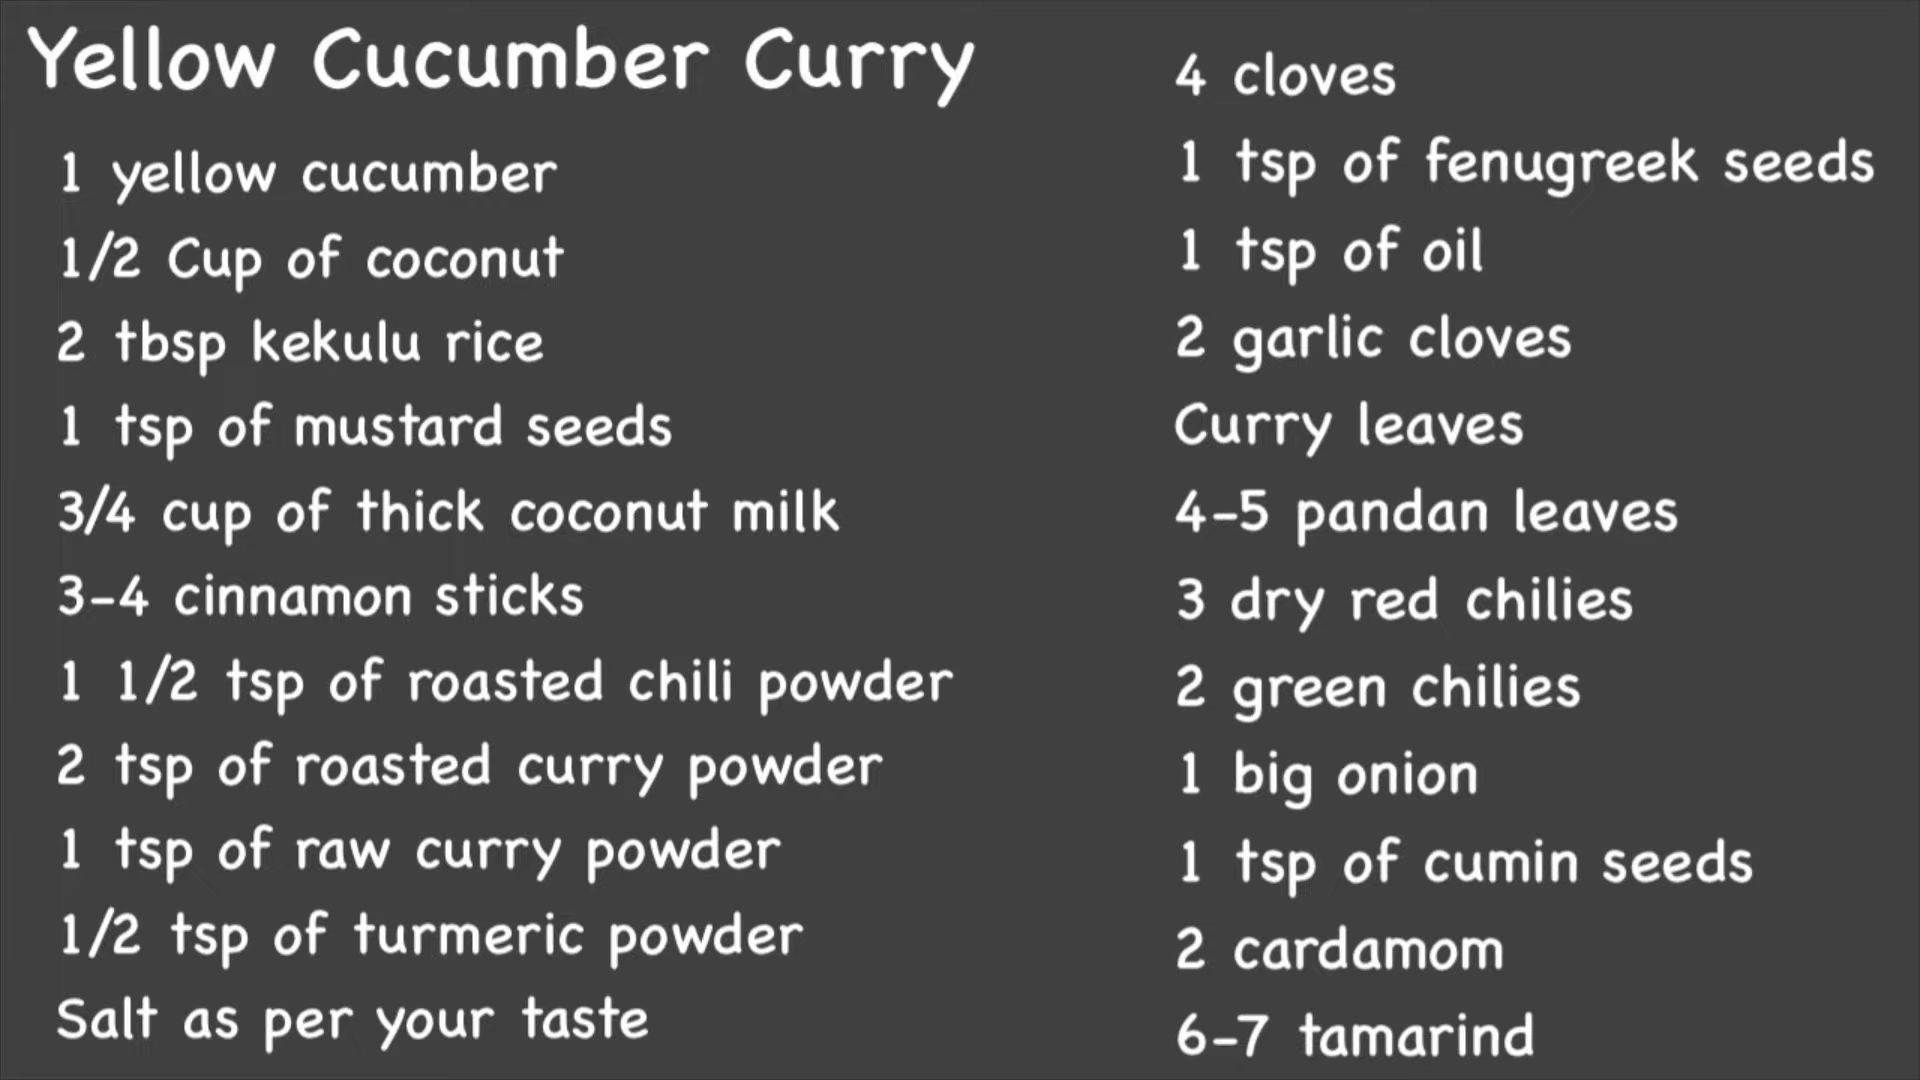 Yellow Cucumber Curry
1 yellow cucumber
1/2 Cup of coconut
2 tbsp kekulu rice
1 tsp of mustard seeds
3/4 cup of thick coconut milk
3-4 cinnamon sticks
1 1/2 tsp of roasted chili powder
2 tsp of roasted curry powder
1 tsp of raw curry powder
1/2 tsp of turmeric powder
Salt as per your taste
4 cloves
1 tsp of fenugreek seeds
1 tsp of oil
2 garlic cloves
Curry leaves
4-5 pandan leaves
3 dry red chilies
2 green chilies
1 big onion
1 tsp of cumin seeds
2 cardamom
6-7 tamarind